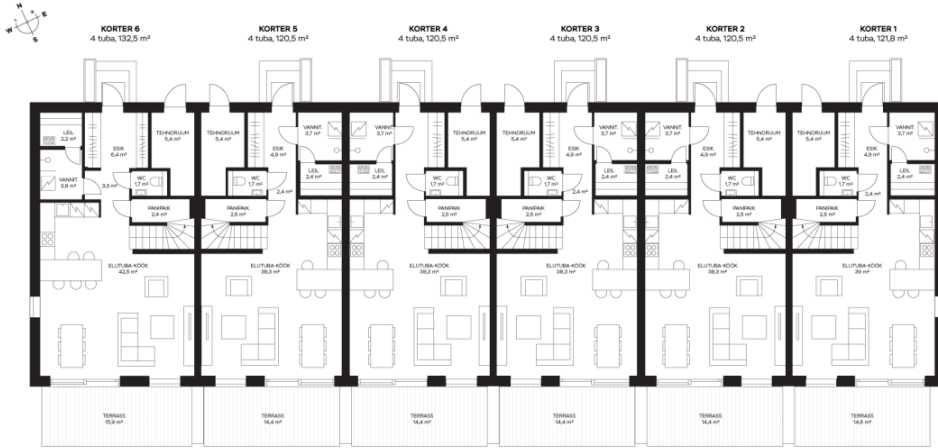 N
E
W
S
KORTER 6
4 tuba, 132,5 m²
KORTER 5
4 tuba, 120,5 m²
KORTER 4
4 tuba, 120,5 m²
KORTER 3
4 tuba, 120,5 m²
KORTER 2
4 tuba, 120,5 m²
KORTER 1
4 tuba, 121,8 m²
LEIL
2,2 m²
ESIK
6,4 m²
TEHNORUUM
5,4 m²
VANNIT.
3,8 m²
3,3 m²
WC
1,7 m²
PANIPAIK
2,4 m²
ELUTUBA-KÖÖK
42,5 m²
TERRASS
15,9 m²
TEHNORUUM
5,4 m²
ESIK
4,9 m²
VANNIT.
3,7 m²
LEIL
2,4 m²
WC
1,7 m²
2,4 m²
PANIPAIK
2,5 m²
ELUTUBA-KÖÖK
38,3 m²
TERRASS
14,4 m²
VANNIT.
3,7 m²
ESIK
4,9 m²
TEHNORUUM
5,4 m²
LEIL
2,4 m²
WC
1,7 m²
PANIPAIK
2,5 m²
ELUTUBA-KÖÖK
38,3 m²
TERRASS
14,4 m²
TEHNORUUM
5,4 m²
ESIK
4,9 m²
VANNIT.
3,7 m²
LEIL
2,4 m²
WC
1,7 m²
2,4 m²
PANIPAIK
2,5 m²
ELUTUBA-KÖÖK
38,3 m²
TERRASS
14,4 m²
VANNIT.
3,7 m²
ESIK
4,9 m²
TEHNORUUM
5,4 m²
LEIL
2,4 m²
WC
1,7 m²
PANIPAIK
2,5 m²
ELUTUBA-KÖÖK
38,3 m²
TERRASS
14,4 m²
TEHNORUUM
5,4 m²
ESIK
4,9 m²
VANNIT.
3,7 m²
LEIL
2,4 m²
WC
1,7 m²
2,4 m²
PANIPAIK
2,5 m²
ELUTUBA-KÖÖK
39 m²
TERRASS
14,6 m²